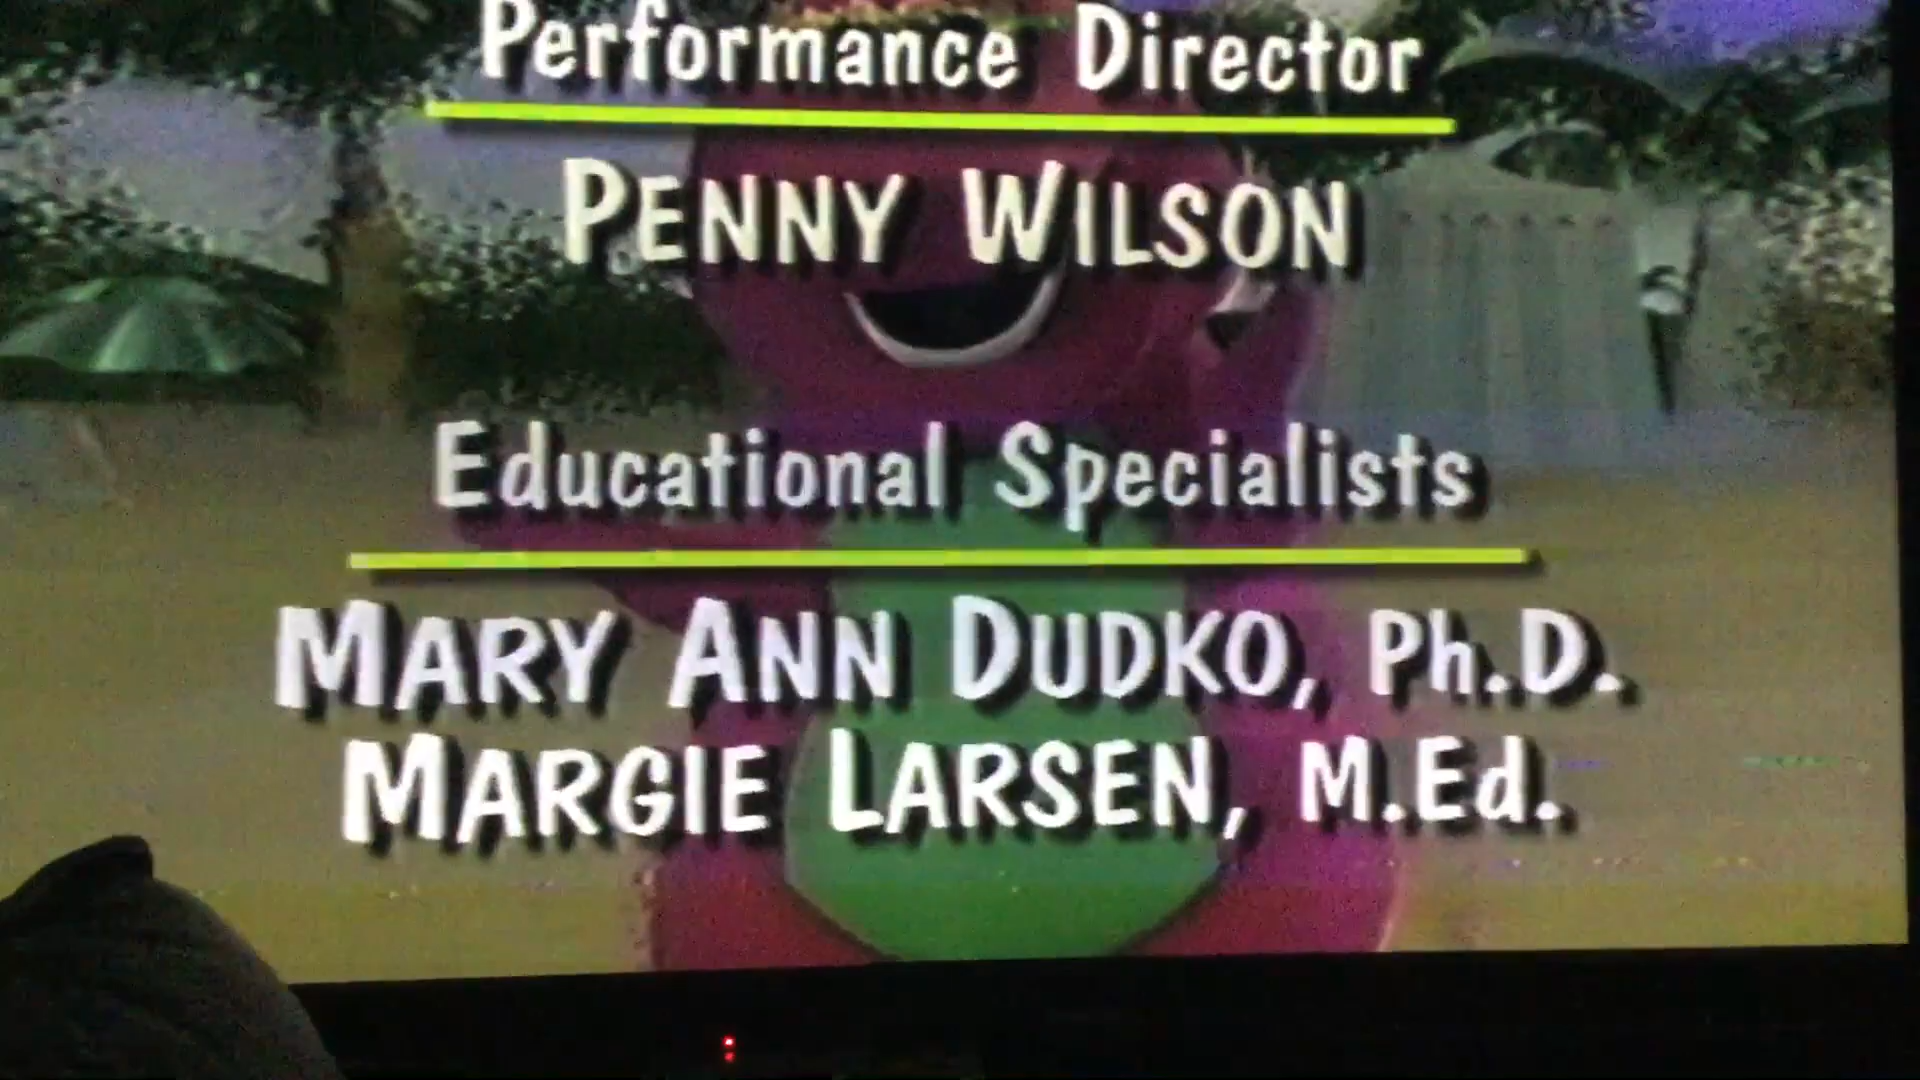 Performance Director
PENNY WILSON
Educational Specialists
MARY ANN DUDKO, Ph.D.
MARGIE LARSEN, M.Ed.